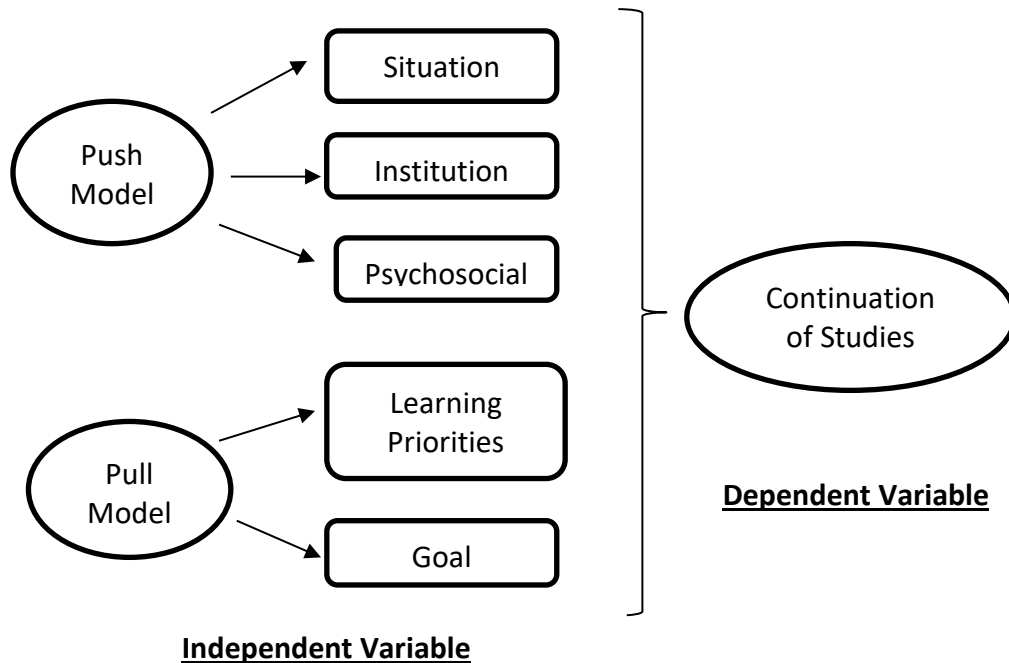 Push
Model
Situation
Institution
Psychosocial
Pull
Model
Learning
Priorities
Goal
Independent Variable
Continuation
of Studies
Dependent Variable